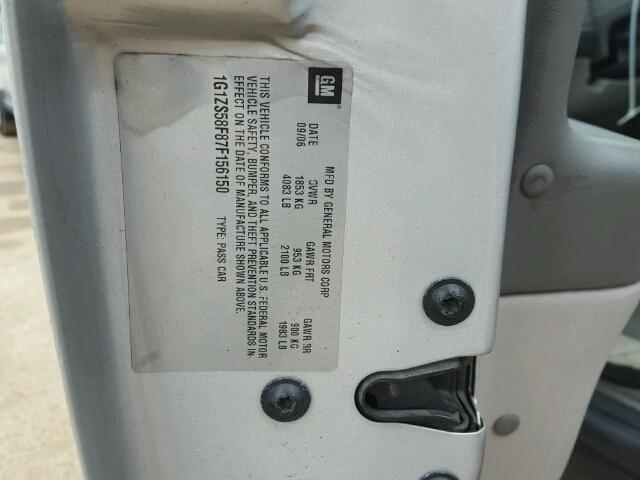 GM
MFD BY GENERAL MOTORS CORP
DATE GVWR GAWR FRT GAWR RR
09/06 1853 KG 953 KG 900 KG
4083 LB 2100 LB 1983 LB
THIS VEHICLE CONFORMS TO ALL APPLICABLE U.S. FEDERAL MOTOR
VEHICLE SAFETY, BUMPER, AND THEFT PREVENTION STANDARDS IN
EFFECT ON THE DATE OF MANUFACTURE SHOWN ABOVE.
1G1ZS58F87F156150 TYPE: PASS CAR